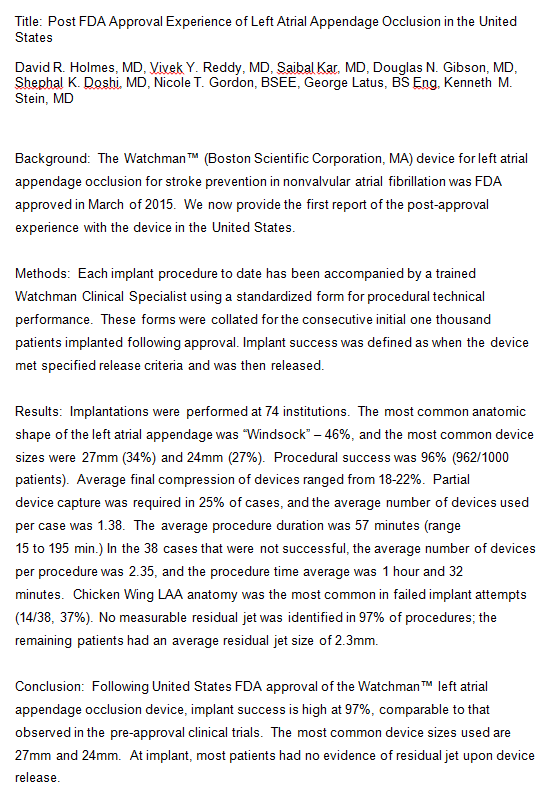 Title: Post FDA Approval Experience of Left Atrial Appendage Occlusion in the United
States
David R. Holmes, MD, Vivek Y. Reddy, MD, Saibal Kar, MD, Douglas N. Gibson, MD,
Shephal K. Doshi, MD, Nicole T. Gordon, BSEE, George Latus, BS Eng, Kenneth M.
Stein, MD
Background: The Watchman™ (Boston Scientific Corporation, MA) device for left atrial
appendage occlusion for stroke prevention in nonvalvular atrial fibrillation was FDA
approved in March of 2015. We now provide the first report of the post-approval
experience with the device in the United States.
Methods: Each implant procedure to date has been accompanied by a trained
Watchman Clinical Specialist using a standardized form for procedural technical
performance. These forms were collated for the consecutive initial one thousand
patients implanted following approval. Implant success was defined as when the device
met specified release criteria and was then released.
Results: Implantations were performed at 74 institutions. The most common anatomic
shape of the left atrial appendage was “Windsock” – 46%, and the most common device
sizes were 27mm (34%) and 24mm (27%). Procedural success was 96% (962/1000
patients). Average final compression of devices ranged from 18-22%. Partial
device capture was required in 25% of cases, and the average number of devices used
per case was 1.38. The average procedure duration was 57 minutes (range
15 to 195 min.) In the 38 cases that were not successful, the average number of devices
per procedure was 2.35, and the procedure time average was 1 hour and 32
minutes. Chicken Wing LAA anatomy was the most common in failed implant attempts
(14/38, 37%). No measurable residual jet was identified in 97% of procedures; the
remaining patients had an average residual jet size of 2.3mm.
Conclusion: Following United States FDA approval of the Watchman™ left atrial
appendage occlusion device, implant success is high at 97%, comparable to that
observed in the pre-approval clinical trials. The most common device sizes used are
27mm and 24mm. At implant, most patients had no evidence of residual jet upon device
release.